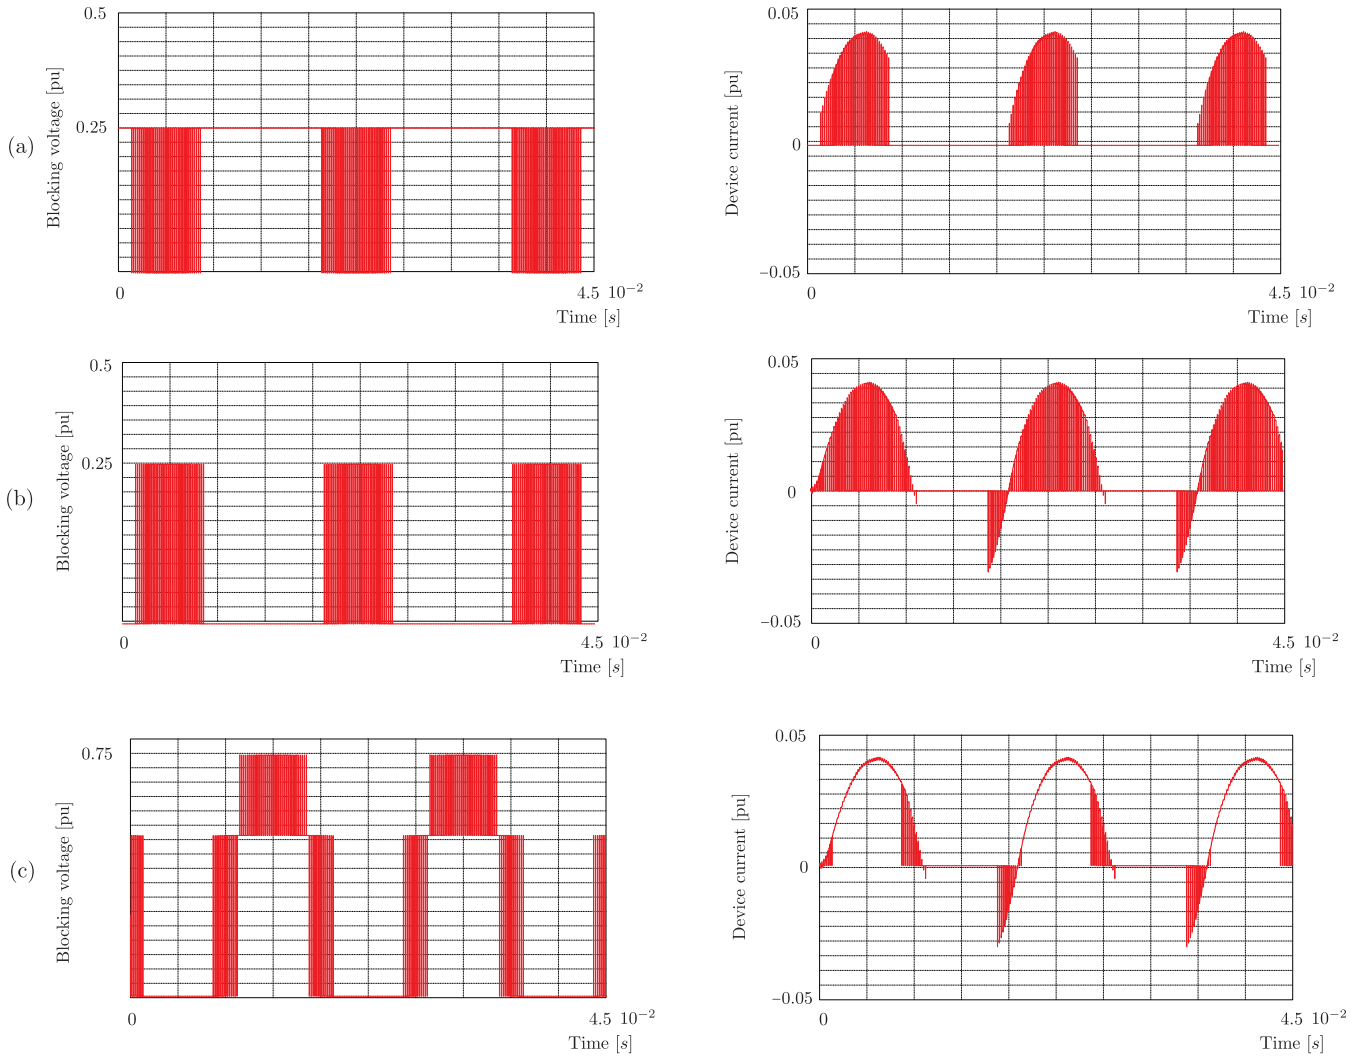 (a)
Blocking voltage [pu]
0.5
0.25
0
4.5 10⁻²
Time [s]
Device current [pu]
0.05
0
−0.05
0
4.5 10⁻²
Time [s]
(b)
Blocking voltage [pu]
0.5
0.25
0
4.5 10⁻²
Time [s]
Device current [pu]
0.05
0
−0.05
0
4.5 10⁻²
Time [s]
(c)
Blocking voltage [pu]
0.75
0
4.5 10⁻²
Time [s]
Device current [pu]
0.05
0
−0.05
0
4.5 10⁻²
Time [s]